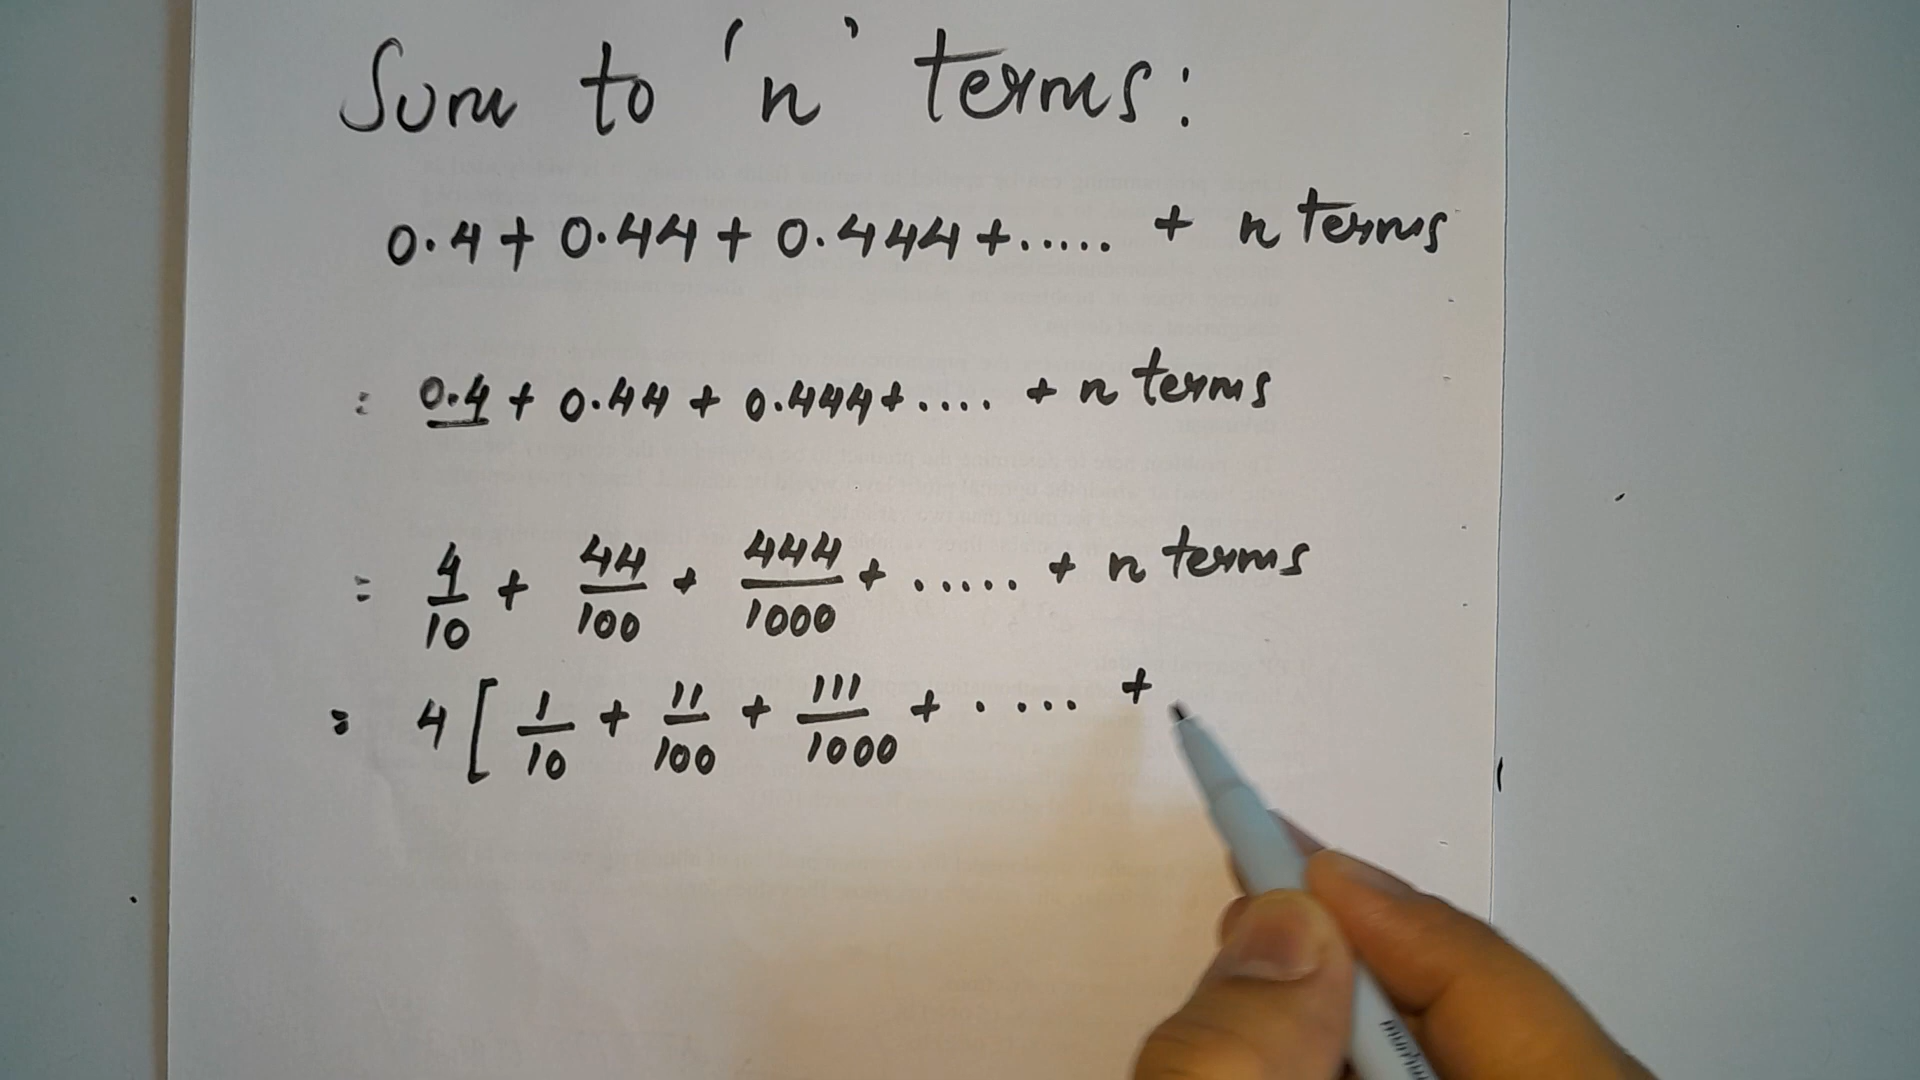 Sum to 'n' terms:
0.4 + 0.44 + 0.444 + ..... + n terms
= 0.4 + 0.44 + 0.444 + .... + n terms
= 4/10 + 44/100 + 444/1000 + ..... + n terms
= 4 [ 1/10 + 11/100 + 111/1000 + ..... +